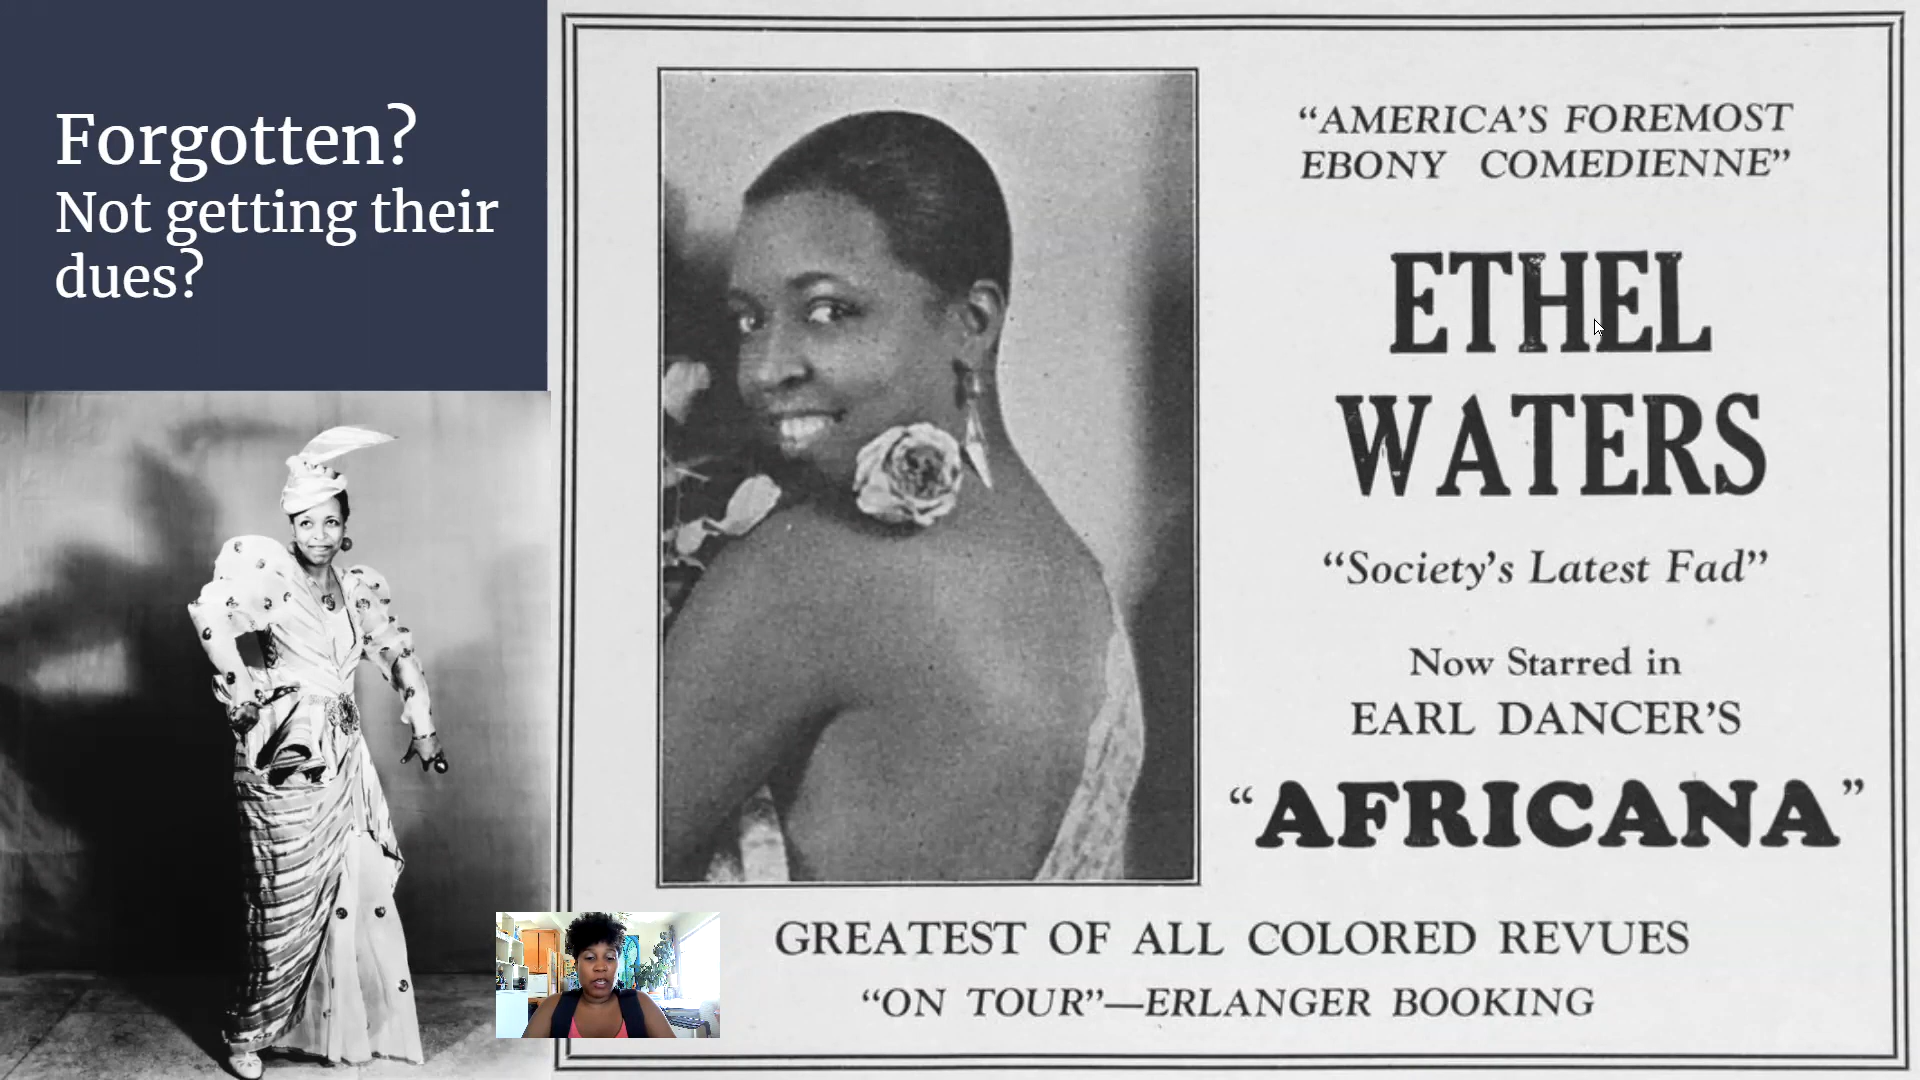 Forgotten?
Not getting their
dues?
“AMERICA’S FOREMOST
EBONY COMEDIENNE”
ETHEL
WATERS
“Society’s Latest Fad”
Now Starred in
EARL DANCER’S
“AFRICANA”
GREATEST OF ALL COLORED REVUES
“ON TOUR”—ERLANGER BOOKING